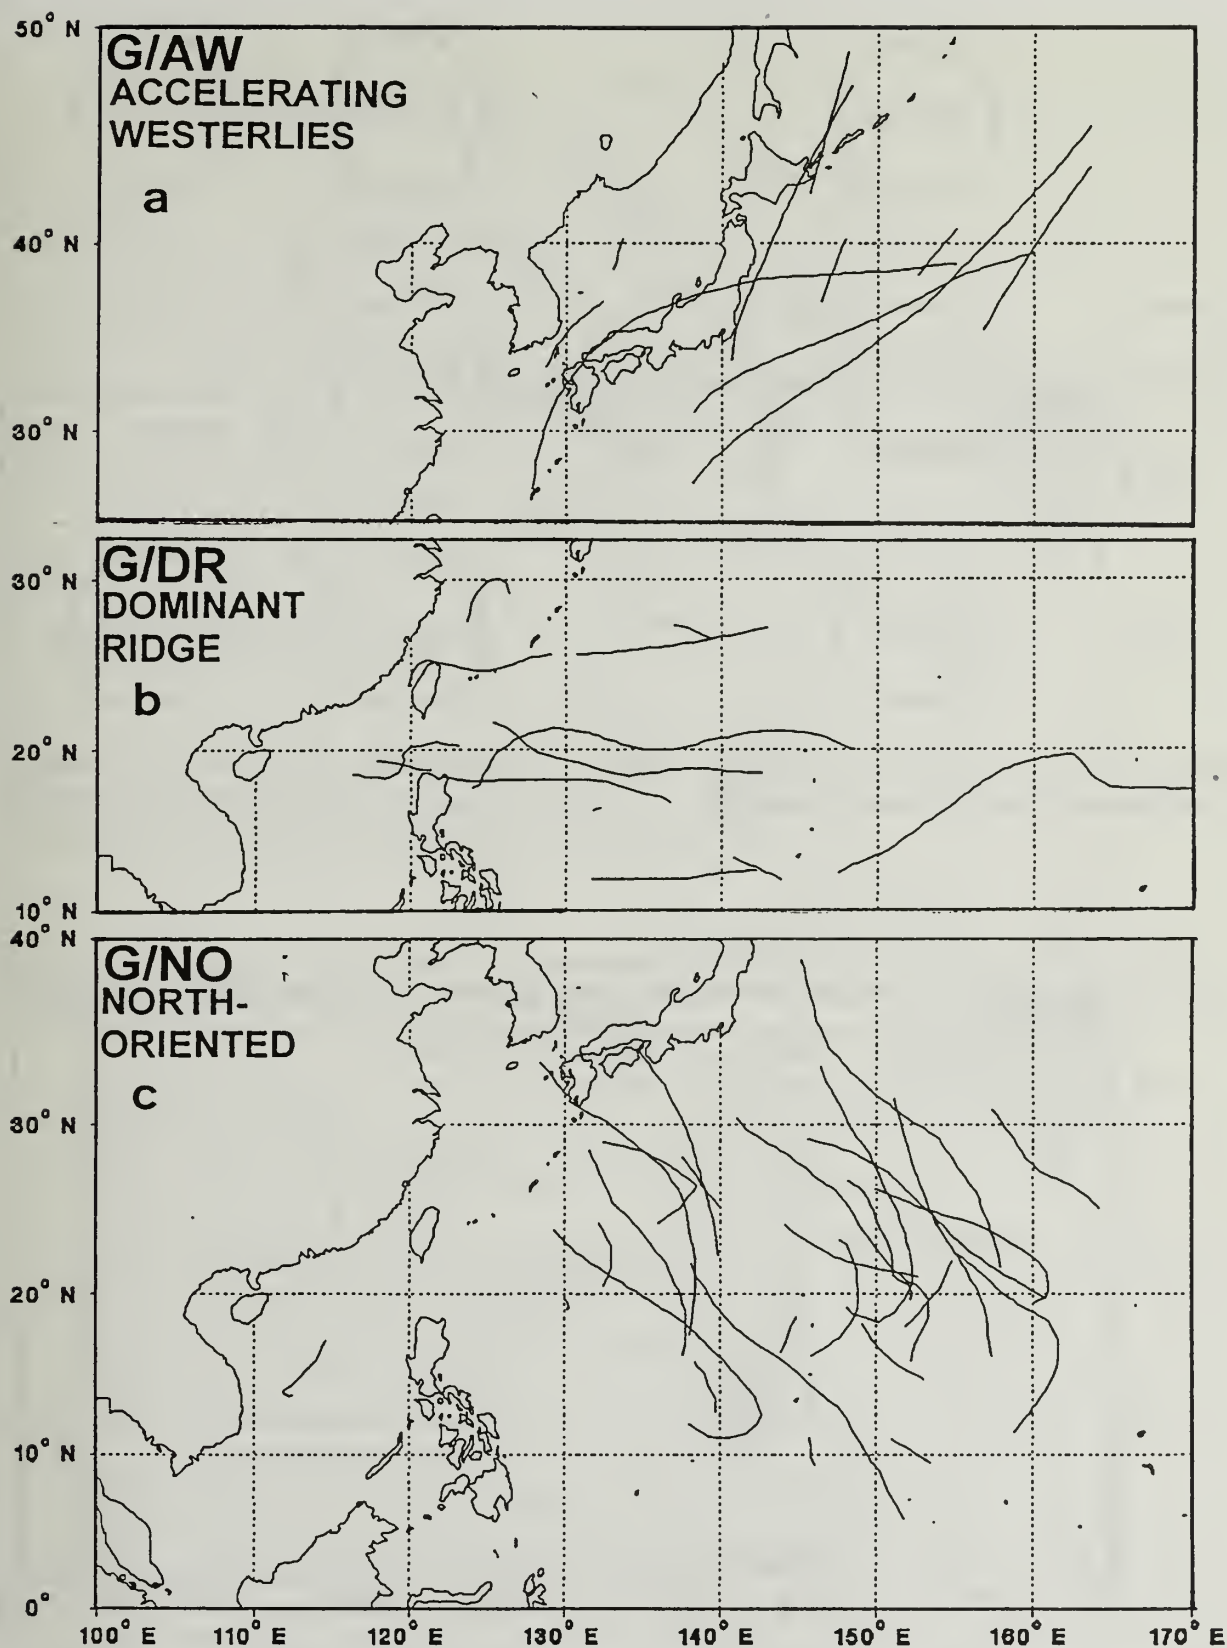 50° N
G/AW
ACCELERATING
WESTERLIES
a
40° N
30° N
G/DR
30° N
DOMINANT
RIDGE
b
20° N
10° N
40° N
G/NO
NORTH-
ORIENTED
c
30° N
20° N
10° N
0°
100° E 110° E 120° E 130° E 140° E 150° E 160° E 170° E